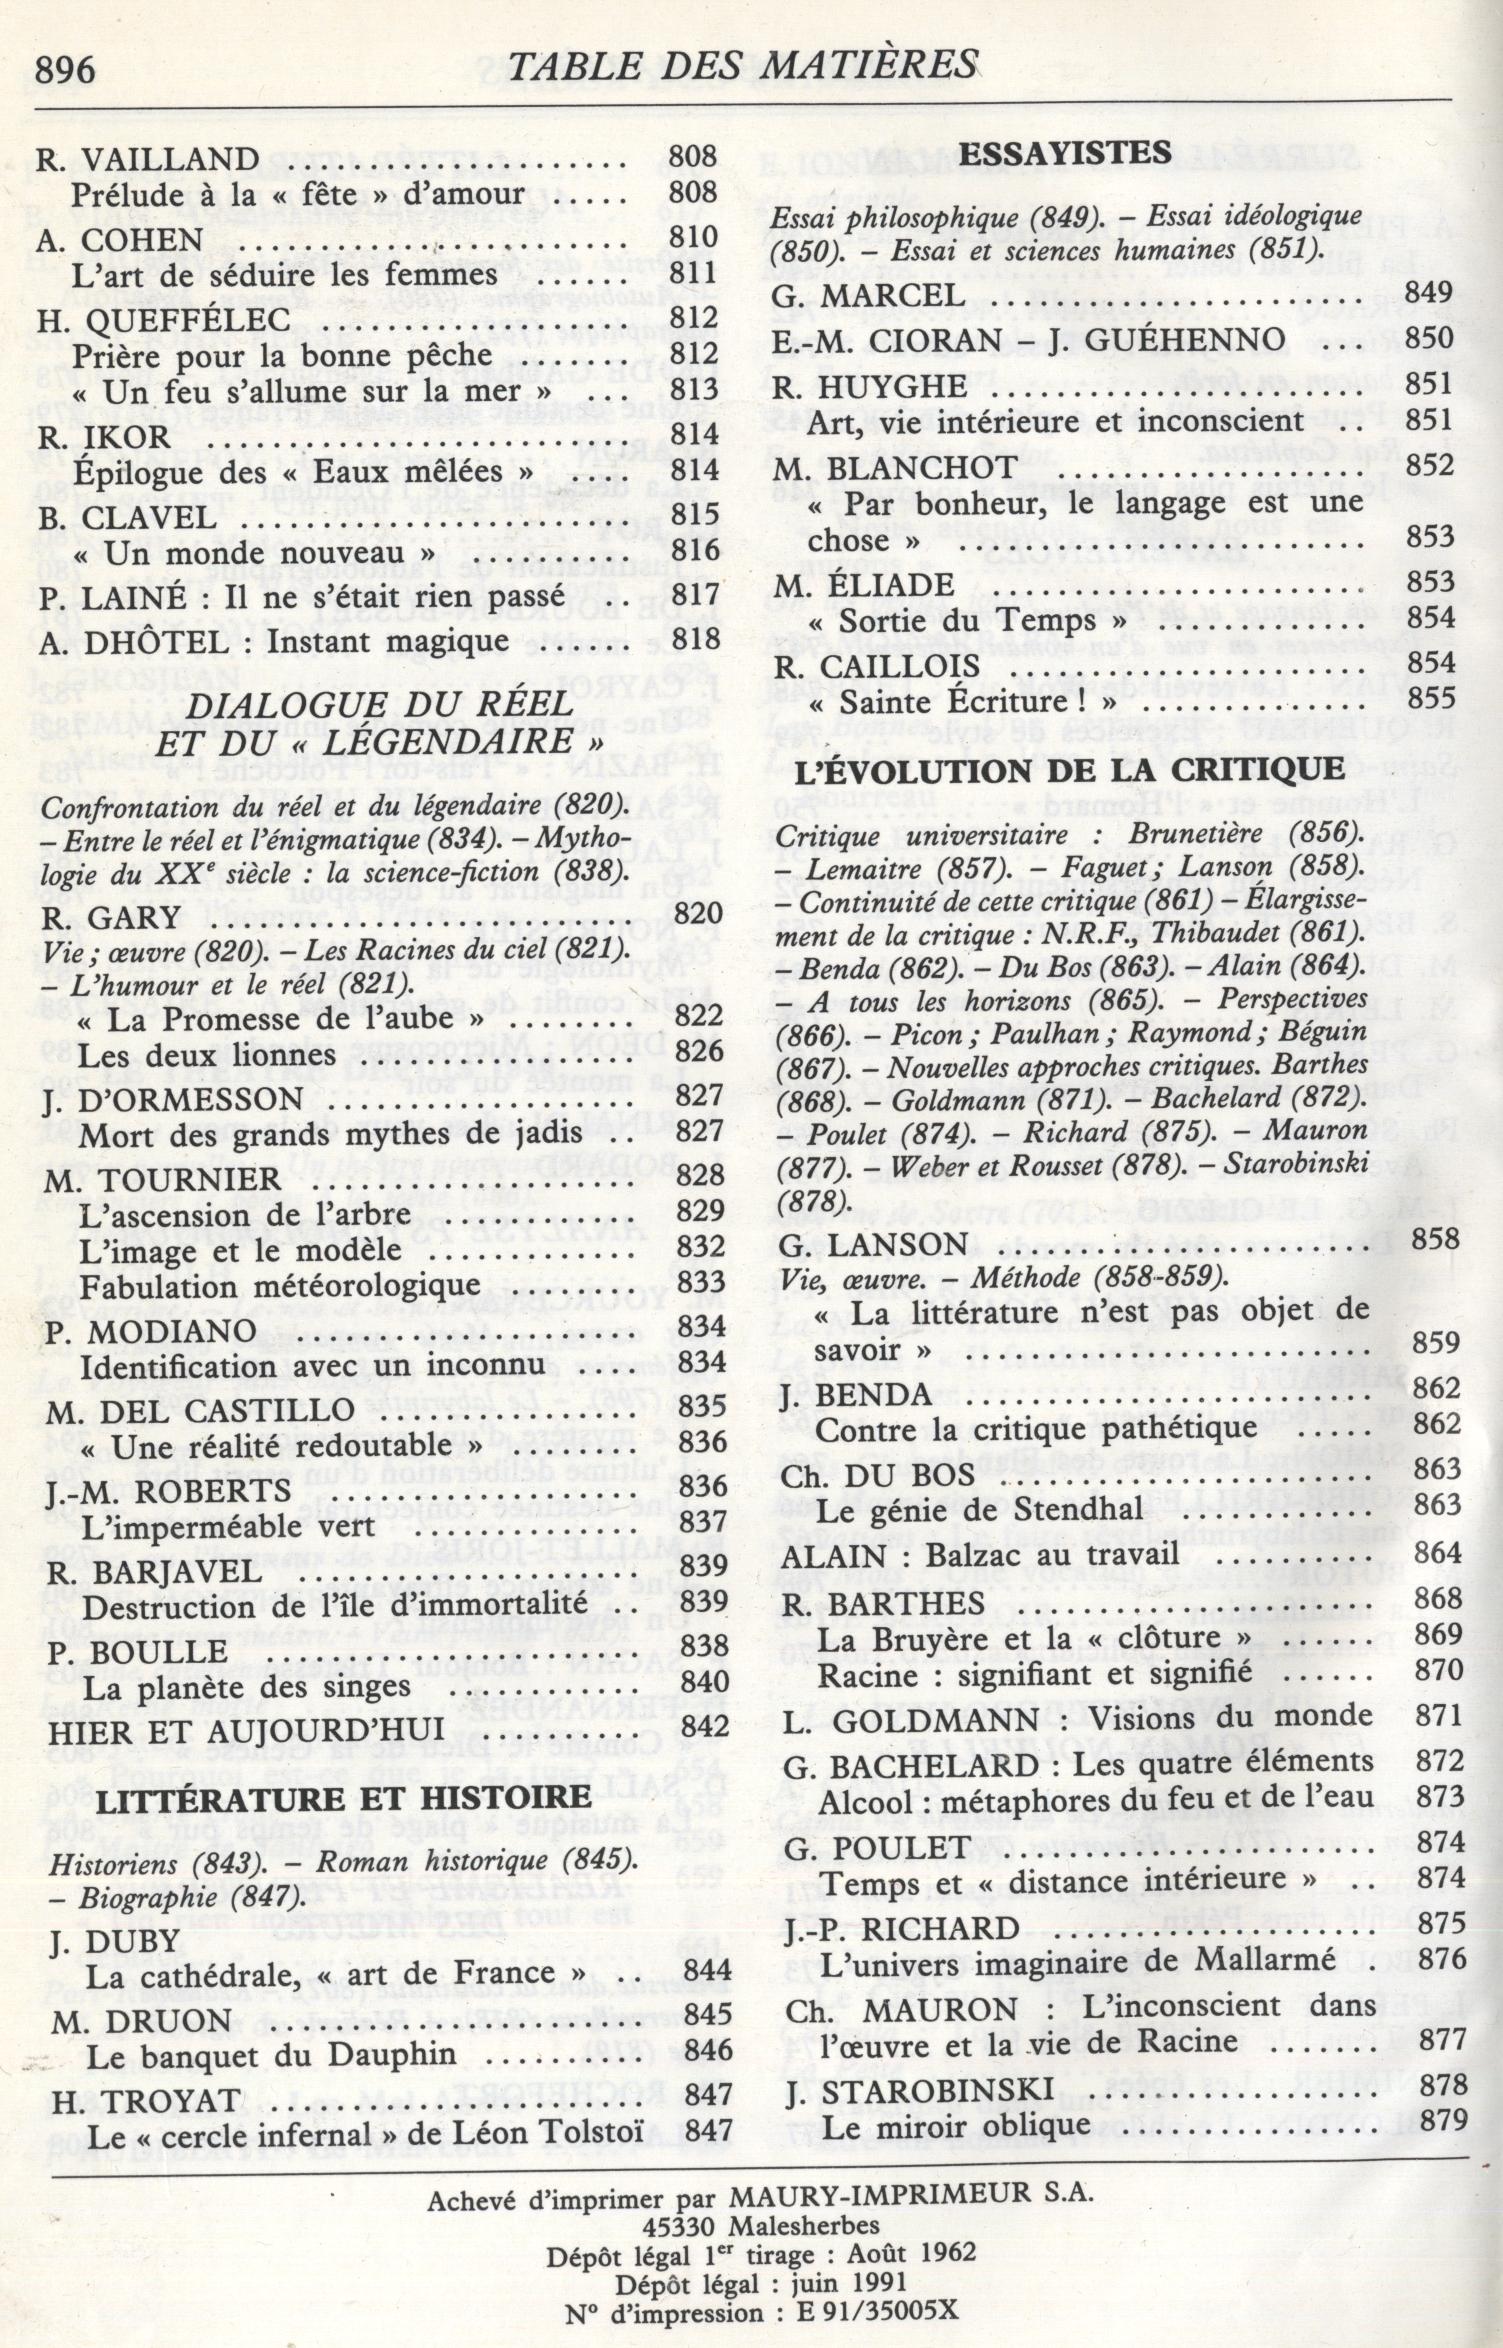 896
TABLE DES MATIÈRES
R. VAILLAND ...................... 808
Prélude à la « fête » d'amour ..... 808
A. COHEN ........................ 810
L'art de séduire les femmes ...... 811
H. QUEFFÉLEC ................... 812
Prière pour la bonne pêche ....... 812
« Un feu s'allume sur la mer » ... 813
R. IKOR .......................... 814
Épilogue des « Eaux mêlées » .... 814
B. CLAVEL ........................ 815
« Un monde nouveau » .......... 816
P. LAINÉ : Il ne s'était rien passé .. 817
A. DHÔTEL : Instant magique ...... 818
DIALOGUE DU RÉEL
ET DU « LÉGENDAIRE »
Confrontation du réel et du légendaire (820).
– Entre le réel et l'énigmatique (834). – Mytho-
logie du XXe siècle : la science-fiction (838).
R. GARY .......................... 820
Vie ; œuvre (820). – Les Racines du ciel (821).
– L'humour et le réel (821).
« La Promesse de l'aube » ........ 822
Les deux lionnes ................. 826
J. D'ORMESSON ................... 827
Mort des grands mythes de jadis .. 827
M. TOURNIER .................... 828
L'ascension de l'arbre ............ 829
L'image et le modèle ............. 832
Fabulation météorologique ........ 833
P. MODIANO ..................... 834
Identification avec un inconnu .... 834
M. DEL CASTILLO ................ 835
« Une réalité redoutable » ........ 836
J.-M. ROBERTS ................... 836
L'imperméable vert .............. 837
R. BARJAVEL ..................... 839
Destruction de l'île d'immortalité .. 839
P. BOULLE ....................... 838
La planète des singes ............ 840
HIER ET AUJOURD'HUI .......... 842
LITTÉRATURE ET HISTOIRE
Historiens (843). – Roman historique (845).
– Biographie (847).
J. DUBY
La cathédrale, « art de France » .. 844
M. DRUON ....................... 845
Le banquet du Dauphin .......... 846
H. TROYAT ....................... 847
Le « cercle infernal » de Léon Tolstoï 847
ESSAYISTES
Essai philosophique (849). – Essai idéologique
(850). – Essai et sciences humaines (851).
G. MARCEL ....................... 849
E.-M. CIORAN – J. GUÉHENNO ... 850
R. HUYGHE ....................... 851
Art, vie intérieure et inconscient .. 851
M. BLANCHOT ................... 852
« Par bonheur, le langage est une
chose » ......................... 853
M. ÉLIADE ....................... 853
« Sortie du Temps » ............. 854
R. CAILLOIS ...................... 854
« Sainte Écriture ! » .............. 855
L'ÉVOLUTION DE LA CRITIQUE
Critique universitaire : Brunetière (856).
– Lemaitre (857). – Faguet ; Lanson (858).
– Continuité de cette critique (861) – Élargisse-
ment de la critique : N.R.F., Thibaudet (861).
– Benda (862). – Du Bos (863). – Alain (864).
– A tous les horizons (865). – Perspectives
(866). – Picon ; Paulhan ; Raymond ; Béguin
(867). – Nouvelles approches critiques. Barthes
(868). – Goldmann (871). – Bachelard (872).
– Poulet (874). – Richard (875). – Mauron
(877). – Weber et Rousset (878). – Starobinski
(878).
G. LANSON ....................... 858
Vie, œuvre. – Méthode (858-859).
« La littérature n'est pas objet de
savoir » ......................... 859
J. BENDA ......................... 862
Contre la critique pathétique ..... 862
Ch. DU BOS ....................... 863
Le génie de Stendhal ............ 863
ALAIN : Balzac au travail .......... 864
R. BARTHES ...................... 868
La Bruyère et la « clôture » ...... 869
Racine : signifiant et signifié ...... 870
L. GOLDMANN : Visions du monde 871
G. BACHELARD : Les quatre éléments 872
Alcool : métaphores du feu et de l'eau 873
G. POULET ....................... 874
Temps et « distance intérieure » .. 874
J.-P. RICHARD .................... 875
L'univers imaginaire de Mallarmé . 876
Ch. MAURON : L'inconscient dans
l'œuvre et la vie de Racine ....... 877
J. STAROBINSKI .................. 878
Le miroir oblique ................ 879
Achevé d'imprimer par MAURY-IMPRIMEUR S.A.
45330 Malesherbes
Dépôt légal 1er tirage : Août 1962
Dépôt légal : juin 1991
N° d'impression : E 91/35005X